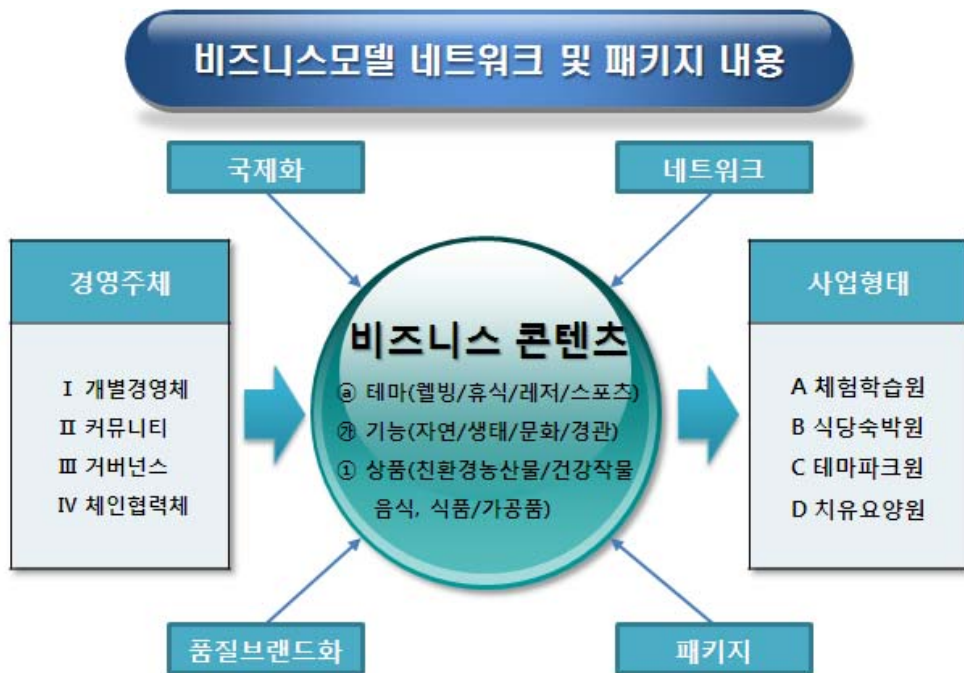 비즈니스모델 네트워크 및 패키지 내용
국제화
네트워크
경영주체
Ⅰ 개별경영체
Ⅱ 커뮤니티
Ⅲ 거버넌스
Ⅳ 체인협력체
비즈니스 콘텐츠
ⓐ 테마(웰빙/휴식/레저/스포츠)
㉮ 기능(자연/생태/문화/경관)
① 상품(친환경농산물/건강작물
음식, 식품/가공품)
사업형태
A 체험학습원
B 식당숙박원
C 테마파크원
D 치유요양원
품질브랜드화
패키지